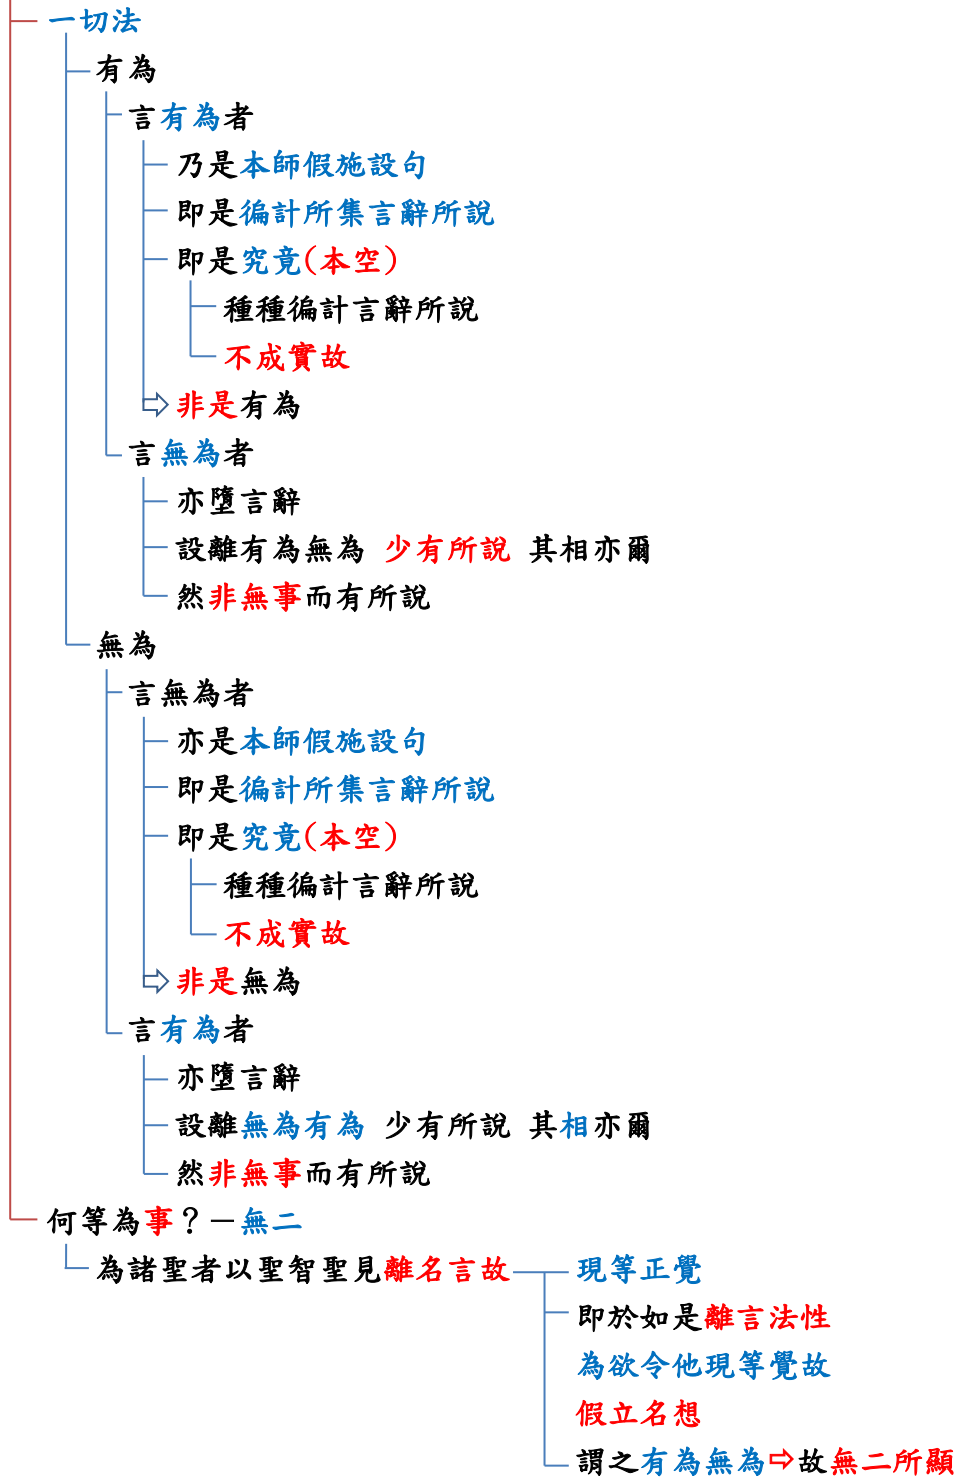 一切法
有為
言有為者
乃是本師假施設句
即是徧計所集言辭所說
即是究竟(本空)
種種徧計言辭所說
不成實故
⇨非是有為
言無為者
亦墮言辭
設離有為無為 少有所說 其相亦爾
然非無事而有所說
無為
言無為者
亦是本師假施設句
即是徧計所集言辭所說
即是究竟(本空)
種種徧計言辭所說
不成實故
⇨非是無為
言有為者
亦墮言辭
設離無為有為 少有所說 其相亦爾
然非無事而有所說
何等為事？－無二
為諸聖者以聖智聖見離名言故
現等正覺
即於如是離言法性
為欲令他現等覺故
假立名想
謂之有為無為⇨故無二所顯